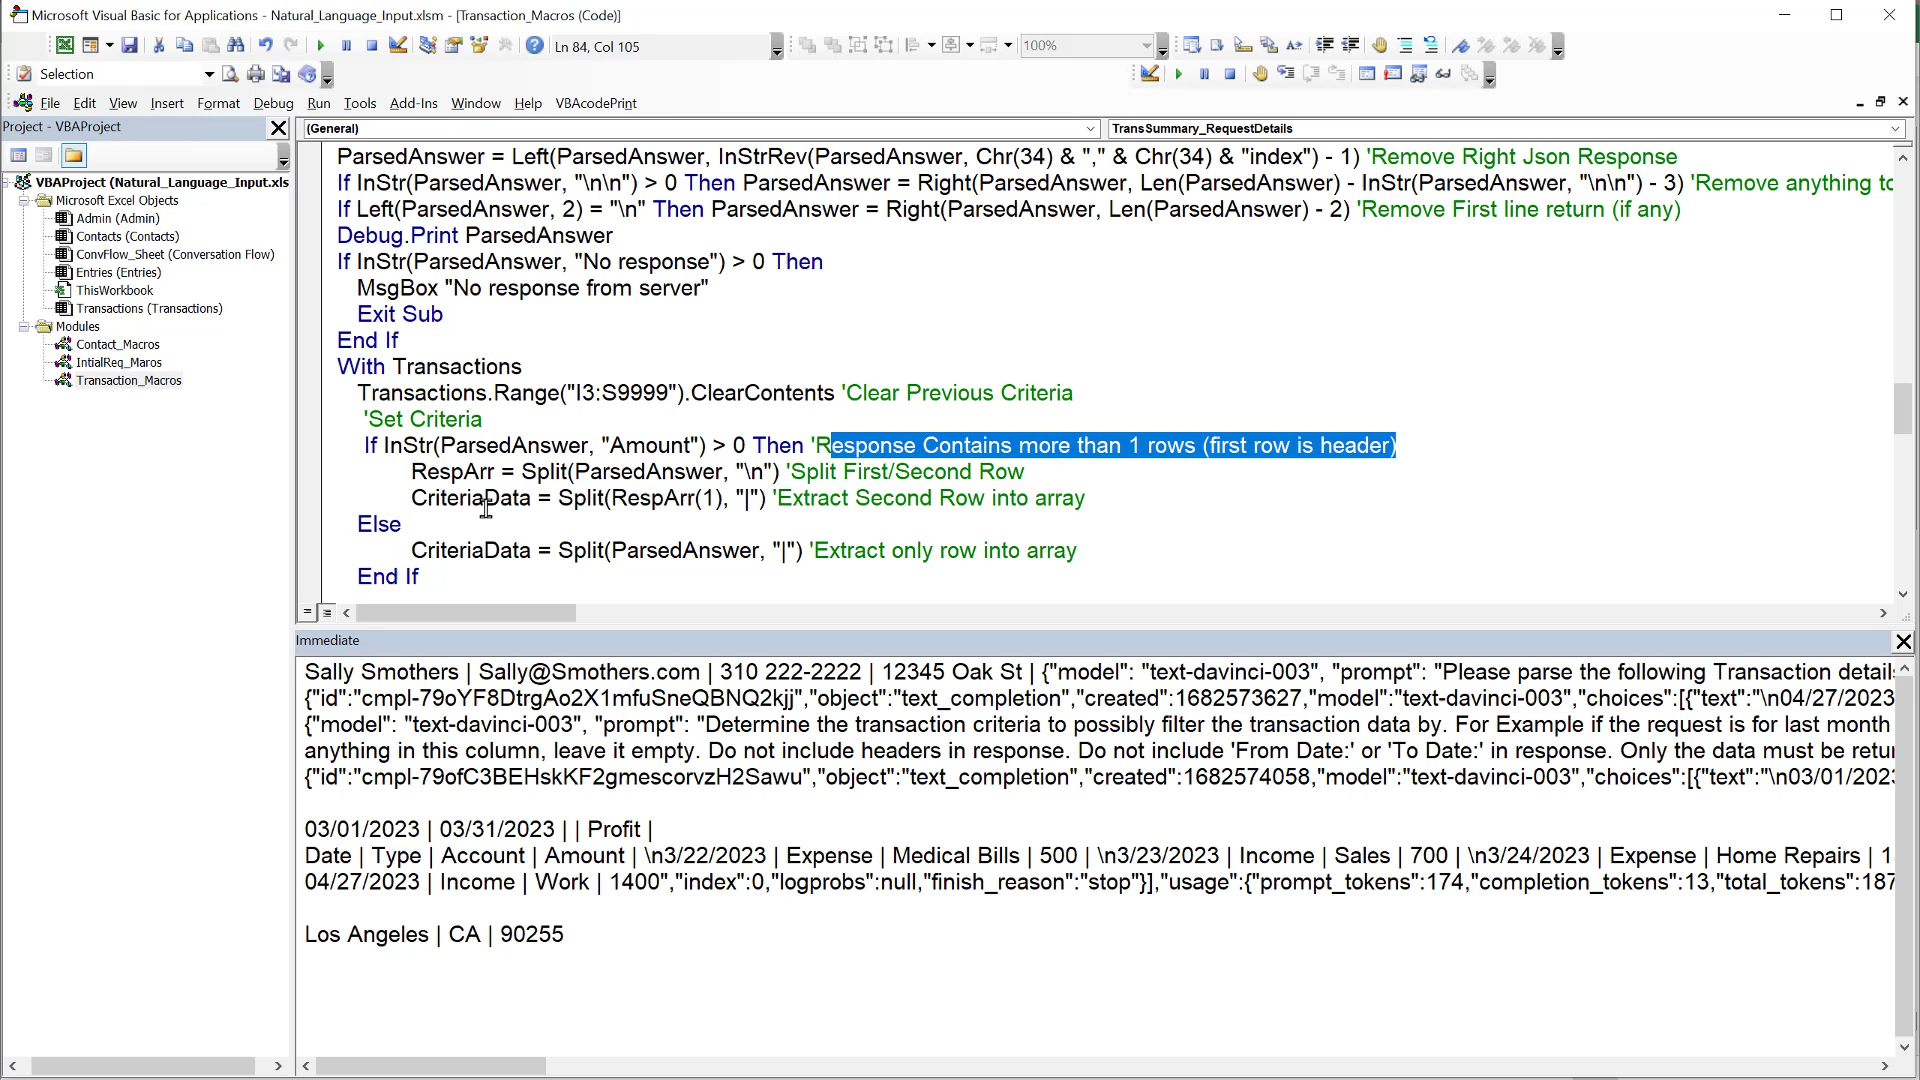 Microsoft Visual Basic for Applications - Natural_Language_Input.xlsm - [Transaction_Macros (Code)]
Ln 84, Col 105
100%
Selection
File Edit View Insert Format Debug Run Tools Add-Ins Window Help VBAcodePrint
Project - VBAProject
(General)
TransSummary_RequestDetails
VBAProject (Natural_Language_Input.xls
Microsoft Excel Objects
Admin (Admin)
Contacts (Contacts)
ConvFlow_Sheet (Conversation Flow)
Entries (Entries)
ThisWorkbook
Transactions (Transactions)
Modules
Contact_Macros
IntialReq_Maros
Transaction_Macros
ParsedAnswer = Left(ParsedAnswer, InStrRev(ParsedAnswer, Chr(34) & "," & Chr(34) & "index") - 1) 'Remove Right Json Response
If InStr(ParsedAnswer, "\n\n") > 0 Then ParsedAnswer = Right(ParsedAnswer, Len(ParsedAnswer) - InStr(ParsedAnswer, "\n\n") - 3) 'Remove anything to
If Left(ParsedAnswer, 2) = "\n" Then ParsedAnswer = Right(ParsedAnswer, Len(ParsedAnswer) - 2) 'Remove First line return (if any)
Debug.Print ParsedAnswer
If InStr(ParsedAnswer, "No response") > 0 Then
MsgBox "No response from server"
Exit Sub
End If
With Transactions
Transactions.Range("I3:S9999").ClearContents 'Clear Previous Criteria
'Set Criteria
If InStr(ParsedAnswer, "Amount") > 0 Then 'Response Contains more than 1 rows (first row is header)
RespArr = Split(ParsedAnswer, "\n") 'Split First/Second Row
CriteriaData = Split(RespArr(1), "|") 'Extract Second Row into array
Else
CriteriaData = Split(ParsedAnswer, "|") 'Extract only row into array
End If
Immediate
Sally Smothers | Sally@Smothers.com | 310 222-2222 | 12345 Oak St | {"model": "text-davinci-003", "prompt": "Please parse the following Transaction details
{"id":"cmpl-79oYF8DtrgAo2X1mfuSneQBNQ2kjj","object":"text_completion","created":1682573627,"model":"text-davinci-003","choices":[{"text":"\n04/27/2023
{"model": "text-davinci-003", "prompt": "Determine the transaction criteria to possibly filter the transaction data by. For Example if the request is for last month
anything in this column, leave it empty. Do not include headers in response. Do not include 'From Date:' or 'To Date:' in response. Only the data must be retur
{"id":"cmpl-79ofC3BEHskKF2gmescorvzH2Sawu","object":"text_completion","created":1682574058,"model":"text-davinci-003","choices":[{"text":"\n03/01/2023
03/01/2023 | 03/31/2023 | | Profit |
Date | Type | Account | Amount | \n3/22/2023 | Expense | Medical Bills | 500 | \n3/23/2023 | Income | Sales | 700 | \n3/24/2023 | Expense | Home Repairs | 1
04/27/2023 | Income | Work | 1400","index":0,"logprobs":null,"finish_reason":"stop"}],"usage":{"prompt_tokens":174,"completion_tokens":13,"total_tokens":187
Los Angeles | CA | 90255